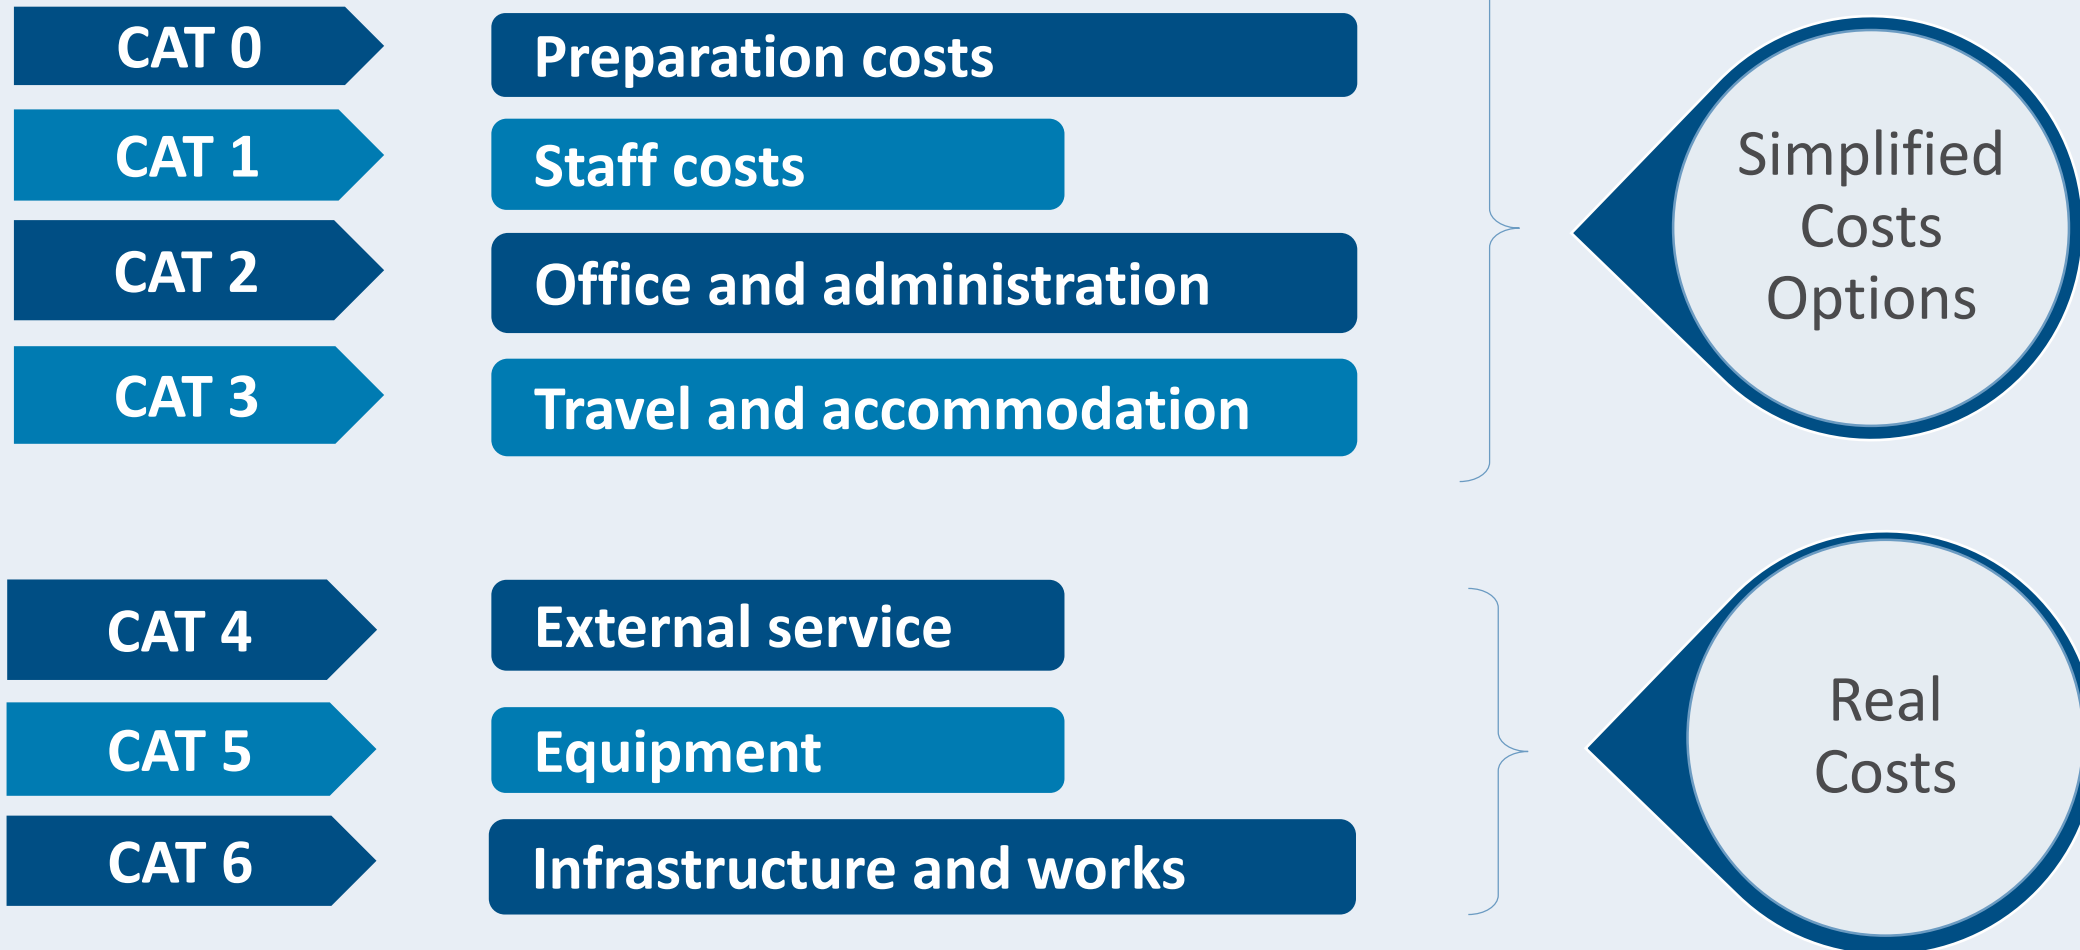 CAT 0
Preparation costs
CAT 1
Staff costs
CAT 2
Office and administration
CAT 3
Travel and accommodation
Simplified
Costs
Options
CAT 4
External service
CAT 5
Equipment
CAT 6
Infrastructure and works
Real
Costs